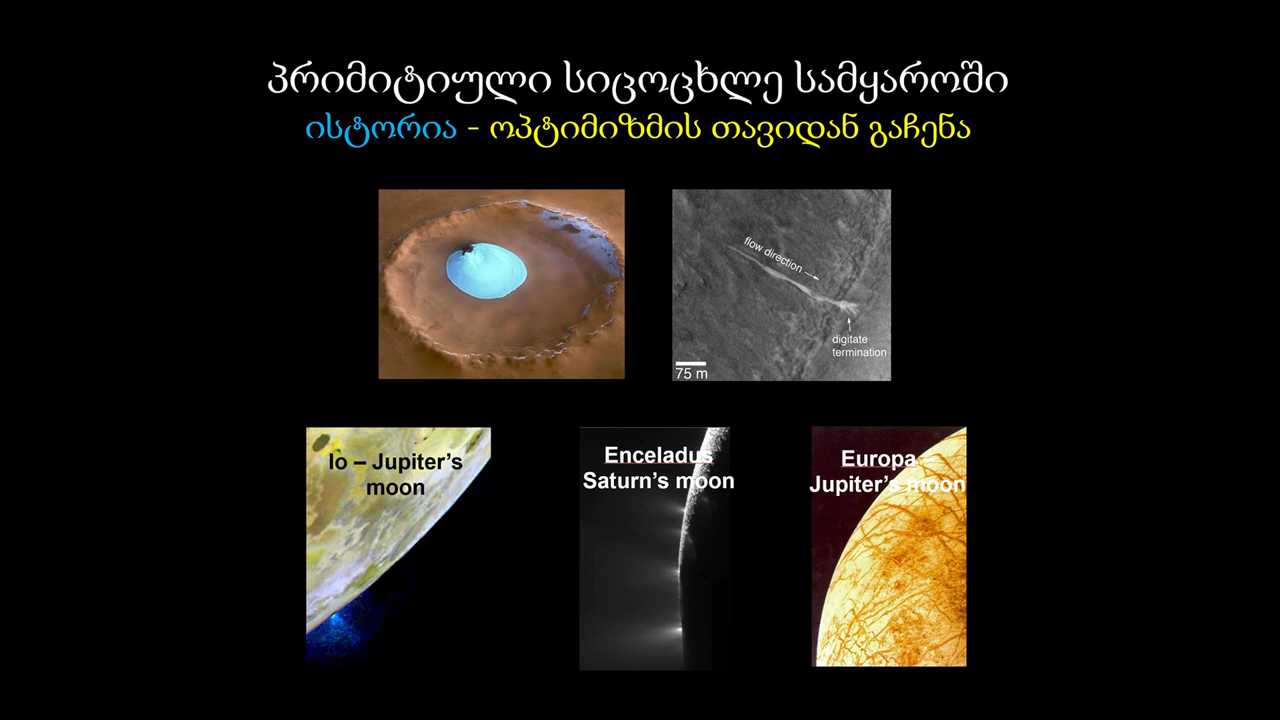 პრიმიტიული სიცოცხლე სამყაროში
ისტორია - ოპტიმიზმის თავიდან გაჩენა
flow direction
digitate
termination
75 m
Io – Jupiter’s
moon
Enceladus
Saturn’s moon
Europa –
Jupiter’s moon